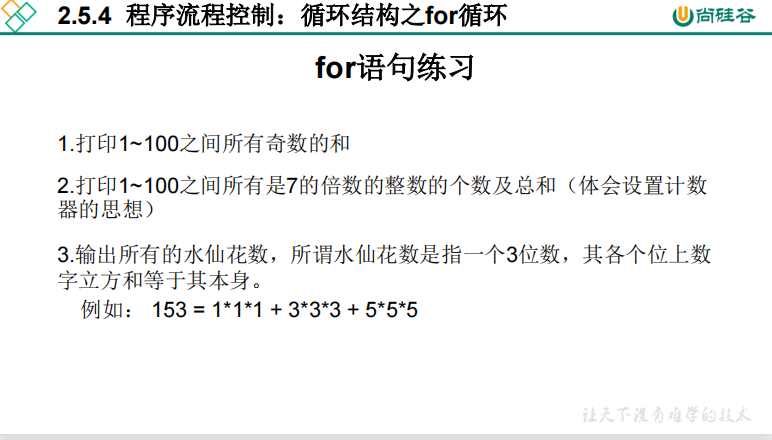 2.5.4 程序流程控制：循环结构之for循环
尚硅谷
for语句练习
1.打印1~100之间所有奇数的和
2.打印1~100之间所有是7的倍数的整数的个数及总和（体会设置计数
器的思想）
3.输出所有的水仙花数，所谓水仙花数是指一个3位数，其各个位上数
字立方和等于其本身。
例如： 153 = 1*1*1 + 3*3*3 + 5*5*5
让天下没有难学的技术